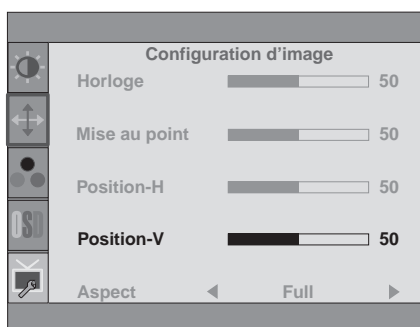 Configuration d’image
Horloge 50
Mise au point 50
Position-H 50
OSD
Position-V 50
Aspect Full